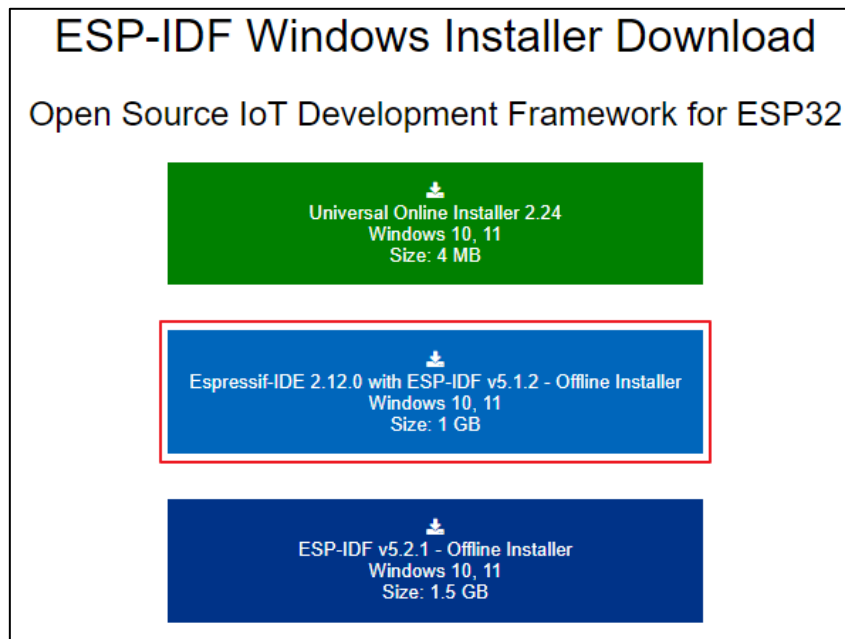 ESP-IDF Windows Installer Download
Open Source IoT Development Framework for ESP32
Universal Online Installer 2.24
Windows 10, 11
Size: 4 MB
Espressif-IDE 2.12.0 with ESP-IDF v5.1.2 - Offline Installer
Windows 10, 11
Size: 1 GB
ESP-IDF v5.2.1 - Offline Installer
Windows 10, 11
Size: 1.5 GB